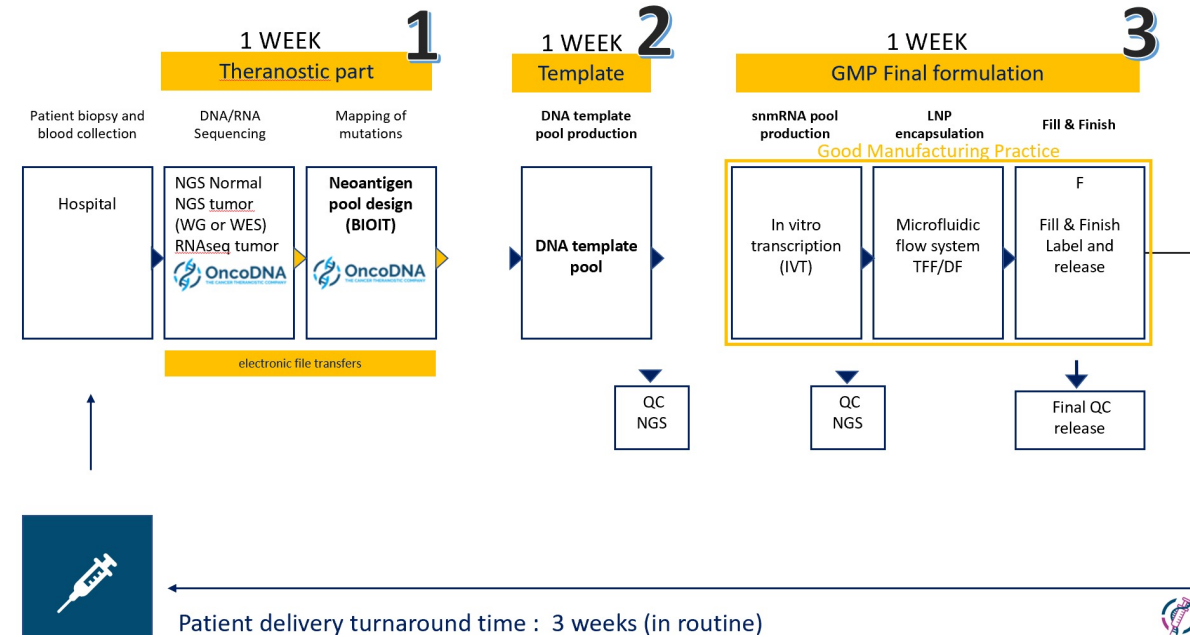 1 WEEK
1
Theranostic part
1 WEEK
2
Template
1 WEEK
3
GMP Final formulation
Patient biopsy and
blood collection
DNA/RNA
Sequencing
Mapping of
mutations
DNA template
pool production
snmRNA pool
production
LNP
encapsulation
Fill & Finish
Good Manufacturing Practice
Hospital
NGS Normal
NGS tumor
(WG or WES)
RNAseq tumor
OncoDNA
THE CANCER THERANOSTIC COMPANY
Neoantigen
pool design
(BIOIT)
OncoDNA
THE CANCER THERANOSTIC COMPANY
DNA template
pool
In vitro
transcription
(IVT)
Microfluidic
flow system
TFF/DF
F
Fill & Finish
Label and
release
electronic file transfers
QC
NGS
QC
NGS
Final QC
release
Patient delivery turnaround time : 3 weeks (in routine)